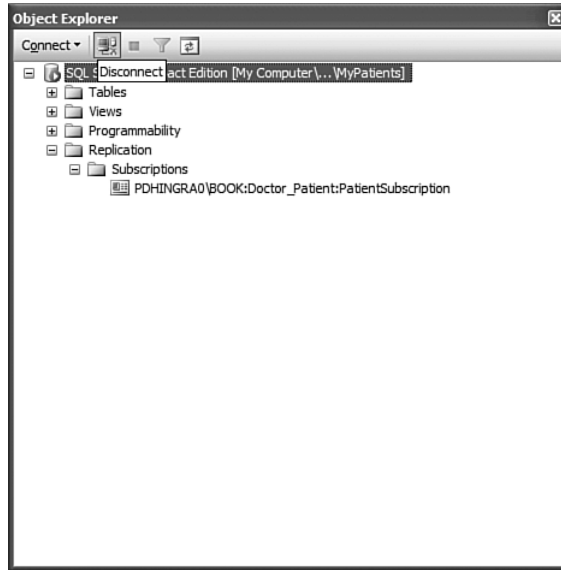 Object Explorer
Connect
SQL S
Disconnect
act Edition [My Computer\...\MyPatients]
Tables
Views
Programmability
Replication
Subscriptions
PDHINGRA0\BOOK:Doctor_Patient:PatientSubscription